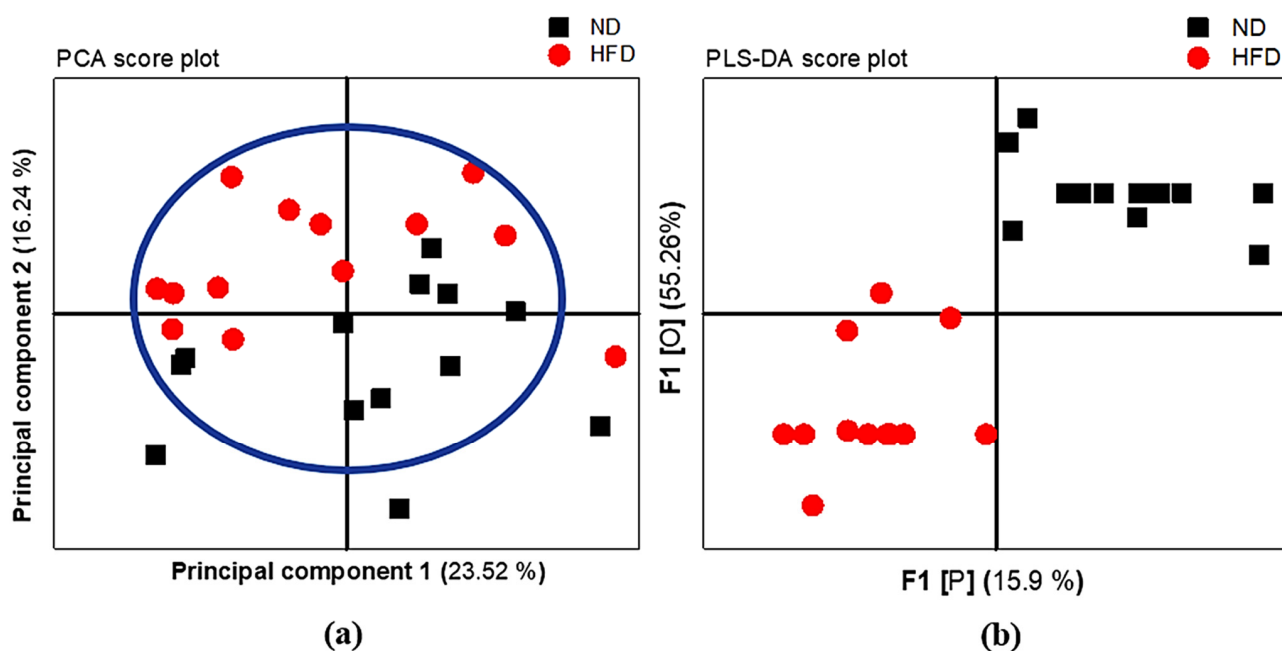 ND
HFD
PCA score plot
Principal component 2 (16.24 %)
Principal component 1 (23.52 %)
(a)
ND
HFD
PLS-DA score plot
F1 [O] (55.26%)
F1 [P] (15.9 %)
(b)